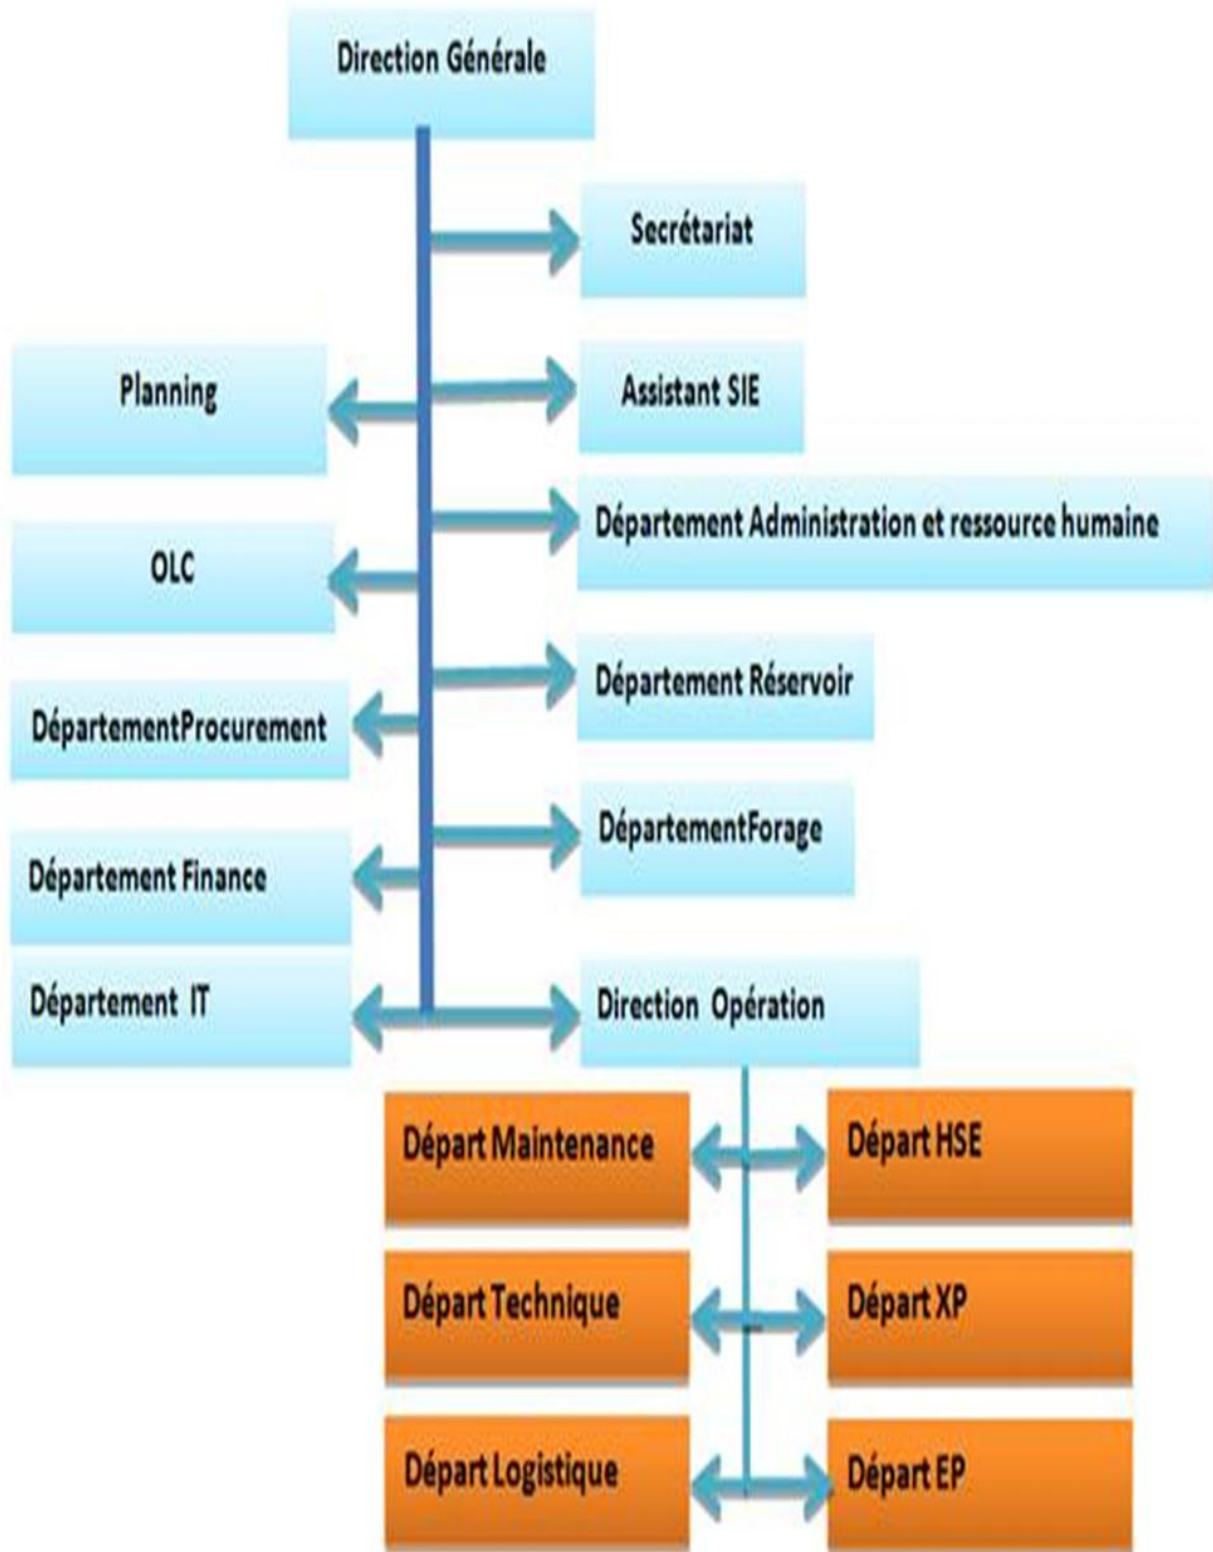 Direction Générale
Secrétariat
Planning
Assistant SIE
Département Administration et ressource humaine
OLC
Département Réservoir
DépartementProcurement
DépartementForage
Département Finance
Département IT
Direction Opération
Départ Maintenance
Départ HSE
Départ Technique
Départ XP
Départ Logistique
Départ EP